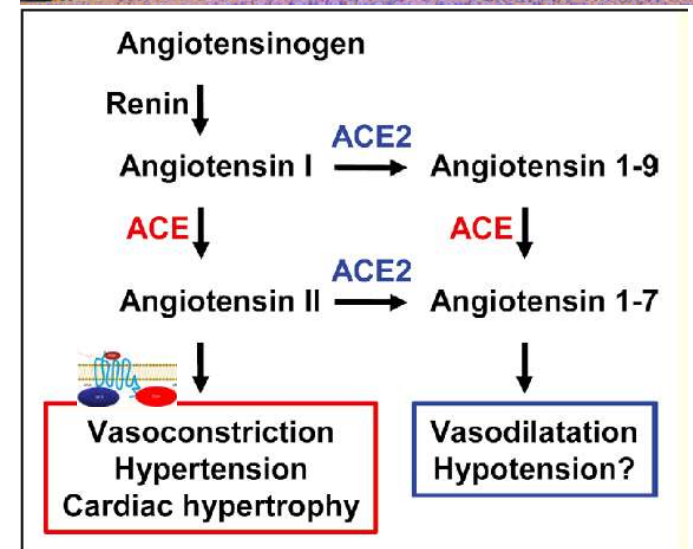 Angiotensinogen
Renin
ACE2
Angiotensin I
Angiotensin 1-9
ACE
ACE
ACE2
Angiotensin II
Angiotensin 1-7
Vasoconstriction
Hypertension
Cardiac hypertrophy
Vasodilatation
Hypotension?